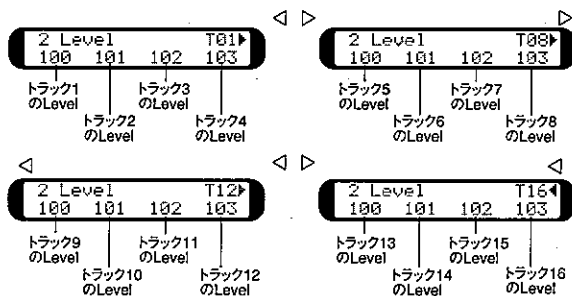 ◁ ▷
▷
2 Level T01▶
100 101 102 103
トラック1
のLevel
トラック2
のLevel
トラック3
のLevel
トラック4
のLevel
2 Level T08▶
100 101 102 103
トラック5
のLevel
トラック6
のLevel
トラック7
のLevel
トラック8
のLevel
◁
◁ ▷
◁
2 Level T12▶
100 101 102 103
トラック9
のLevel
トラック10
のLevel
トラック11
のLevel
トラック12
のLevel
2 Level T16◀
100 101 102 103
トラック13
のLevel
トラック14
のLevel
トラック15
のLevel
トラック16
のLevel